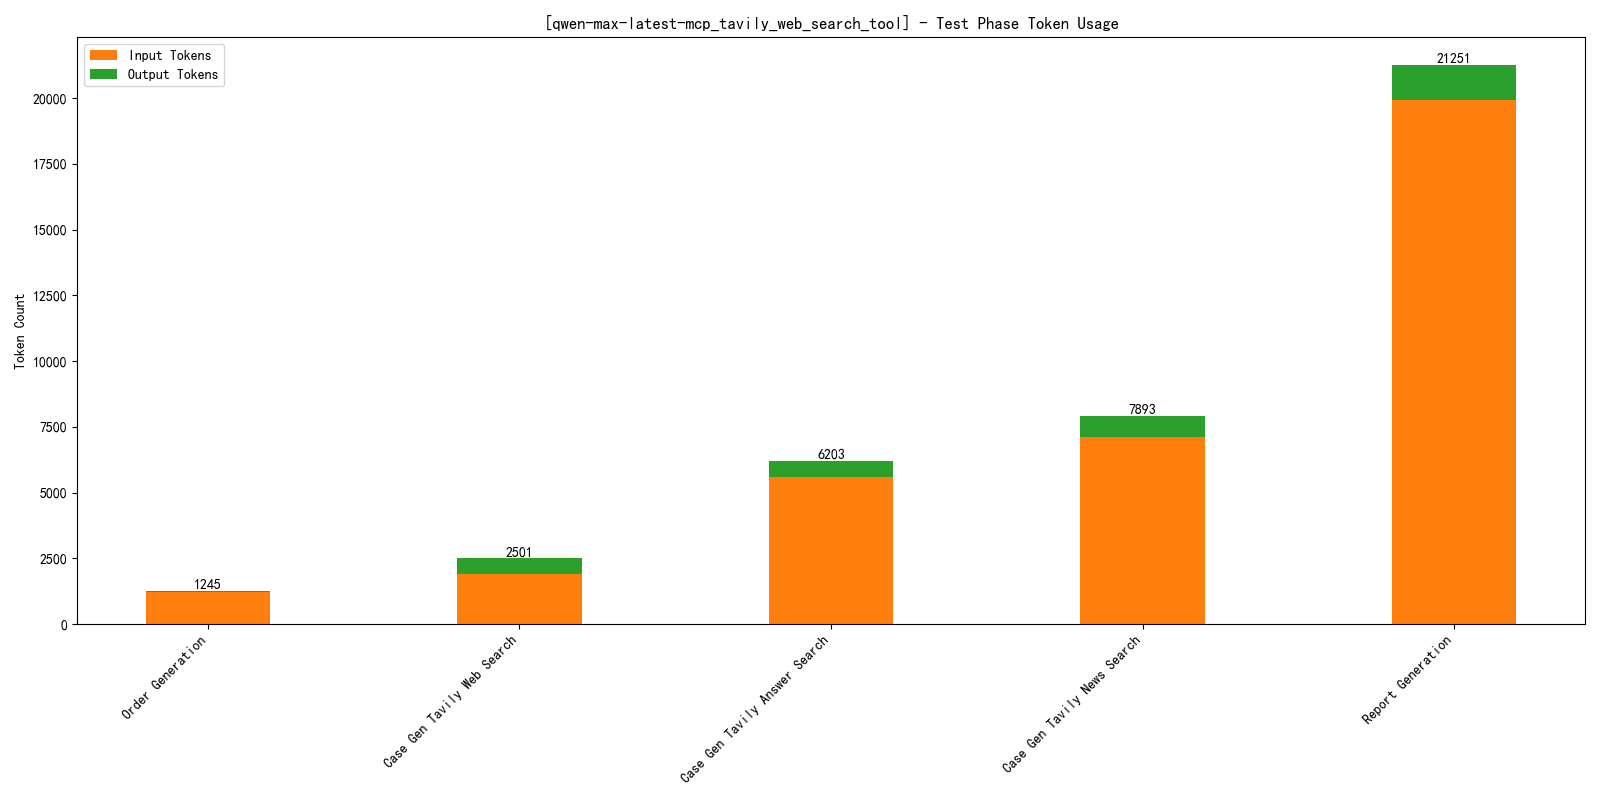 [qwen-max-latest-mcp_tavily_web_search_tool] - Test Phase Token Usage
Input Tokens
Output Tokens
Token Count
20000
17500
15000
12500
10000
7500
5000
2500
0
1245
2501
6203
7893
21251
Order Generation
Case Gen Tavily Web Search
Case Gen Tavily Answer Search
Case Gen Tavily News Search
Report Generation